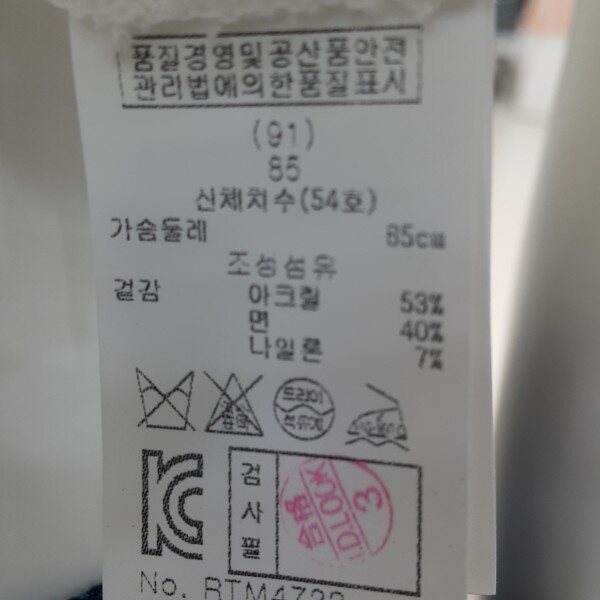 품질경영및공산품안전
관리법에의한품질표시
(91)
85
신체치수(54호)
가슴둘레 85cm
조성섬유
겉감 아크릴 53%
면 40%
나일론 7%
드라이
석유계
검사필
합품
3